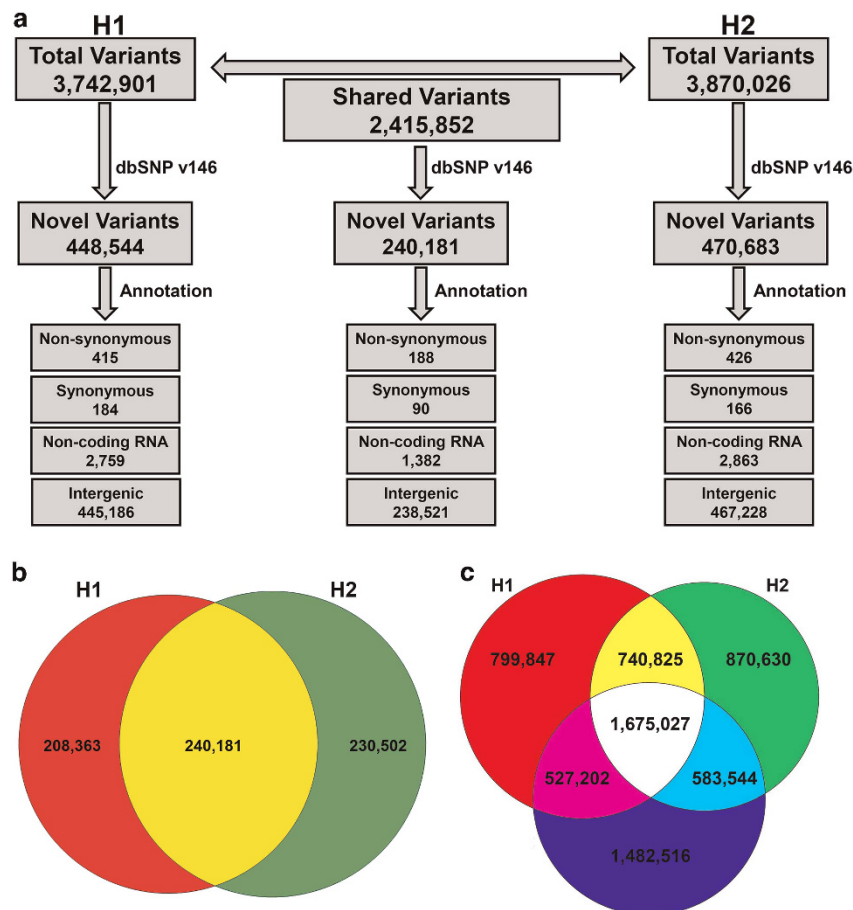 a
H1
H2
Total Variants
3,742,901
Shared Variants
2,415,852
Total Variants
3,870,026
dbSNP v146
dbSNP v146
dbSNP v146
Novel Variants
448,544
Novel Variants
240,181
Novel Variants
470,683
Annotation
Annotation
Annotation
Non-synonymous
415
Non-synonymous
188
Non-synonymous
426
Synonymous
184
Synonymous
90
Synonymous
166
Non-coding RNA
2,759
Non-coding RNA
1,382
Non-coding RNA
2,863
Intergenic
445,186
Intergenic
238,521
Intergenic
467,228
b
H1
H2
208,363
240,181
230,502
c
H1
H2
799,847
740,825
870,630
1,675,027
527,202
583,544
1,482,516